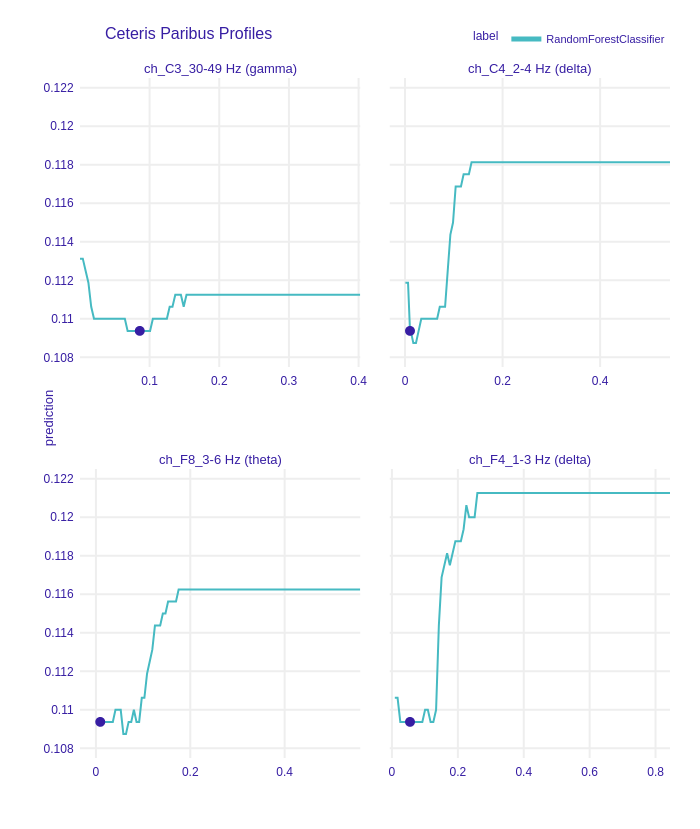 Ceteris Paribus Profiles
label RandomForestClassifier
ch_C3_30-49 Hz (gamma)
ch_C4_2-4 Hz (delta)
0.122
0.12
0.118
0.116
0.114
0.112
0.11
0.108
0.1 0.2 0.3 0.4
0 0.2 0.4
prediction
ch_F8_3-6 Hz (theta)
ch_F4_1-3 Hz (delta)
0.122
0.12
0.118
0.116
0.114
0.112
0.11
0.108
0 0.2 0.4
0 0.2 0.4 0.6 0.8